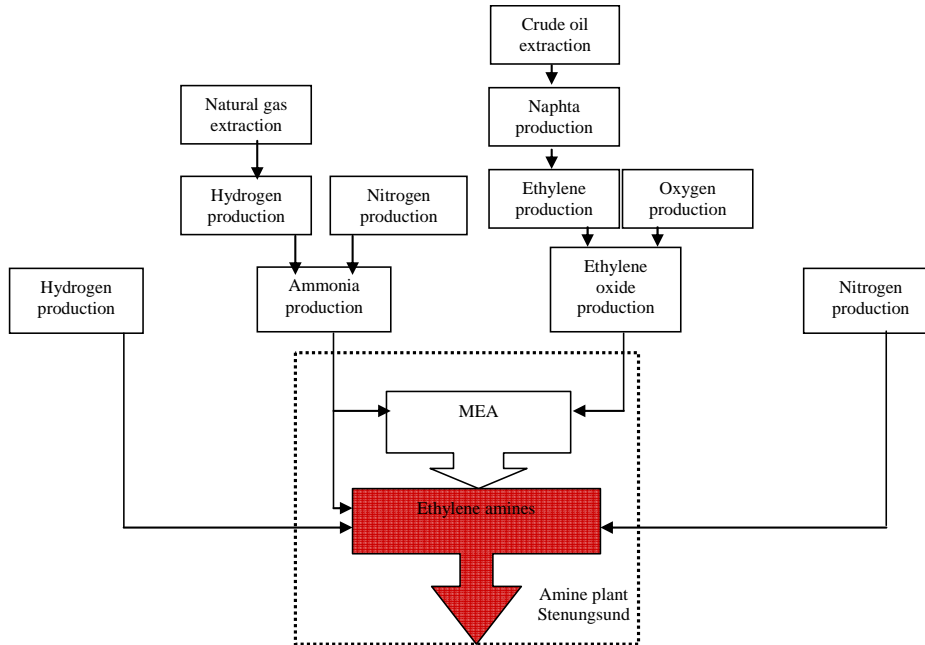 Crude oil
extraction
Natural gas
extraction
Naphta
production
Hydrogen
production
Nitrogen
production
Ethylene
production
Oxygen
production
Hydrogen
production
Ammonia
production
Ethylene
oxide
production
Nitrogen
production
MEA
Ethylene amines
Amine plant
Stenungsund